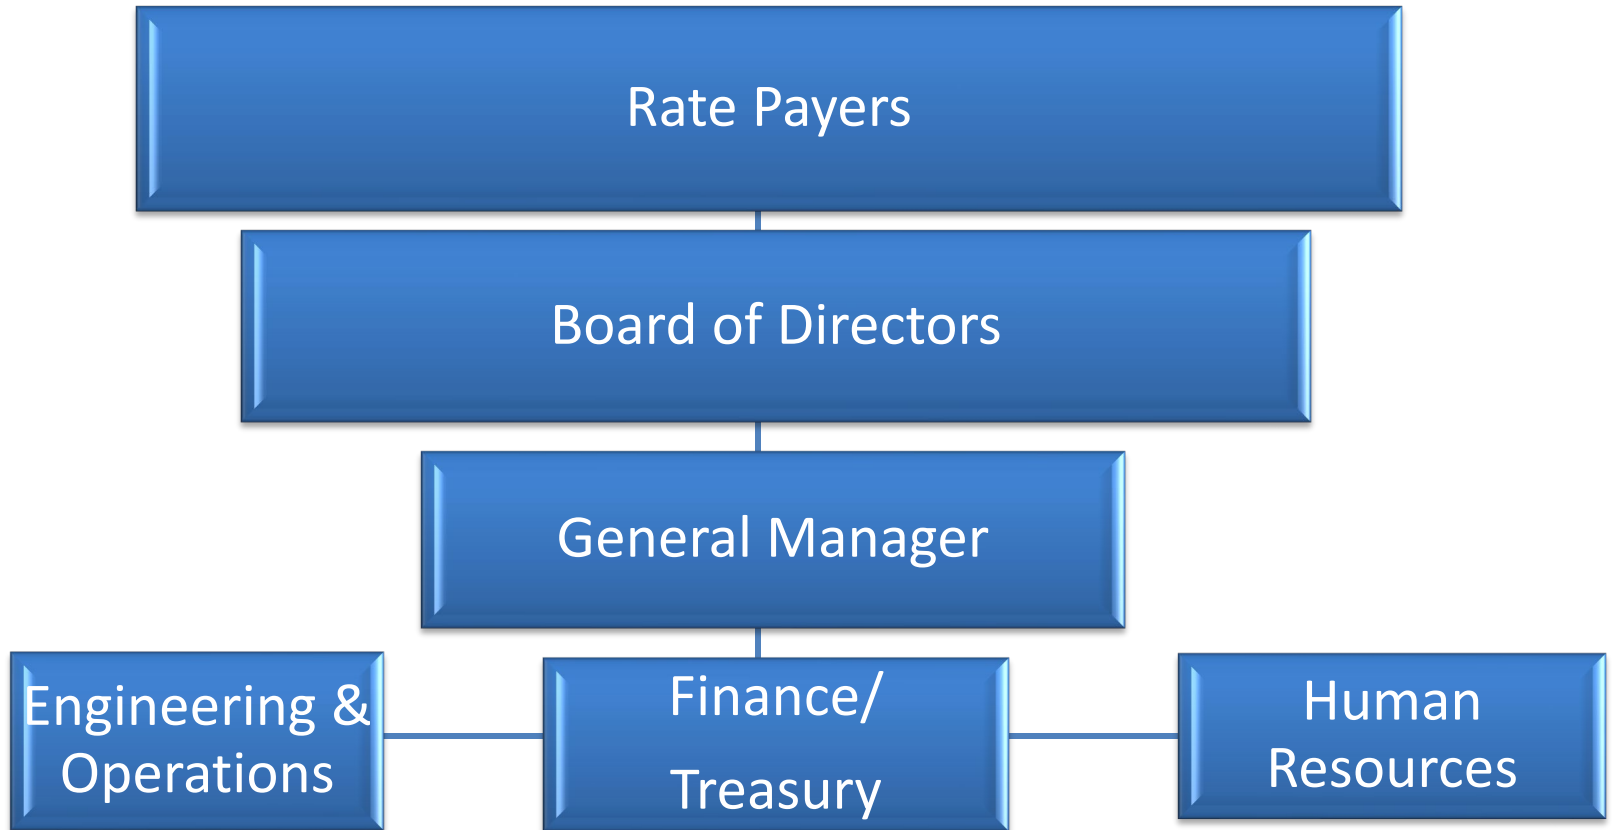 Rate Payers
Board of Directors
General Manager
Engineering &
Operations
Finance/
Treasury
Human
Resources